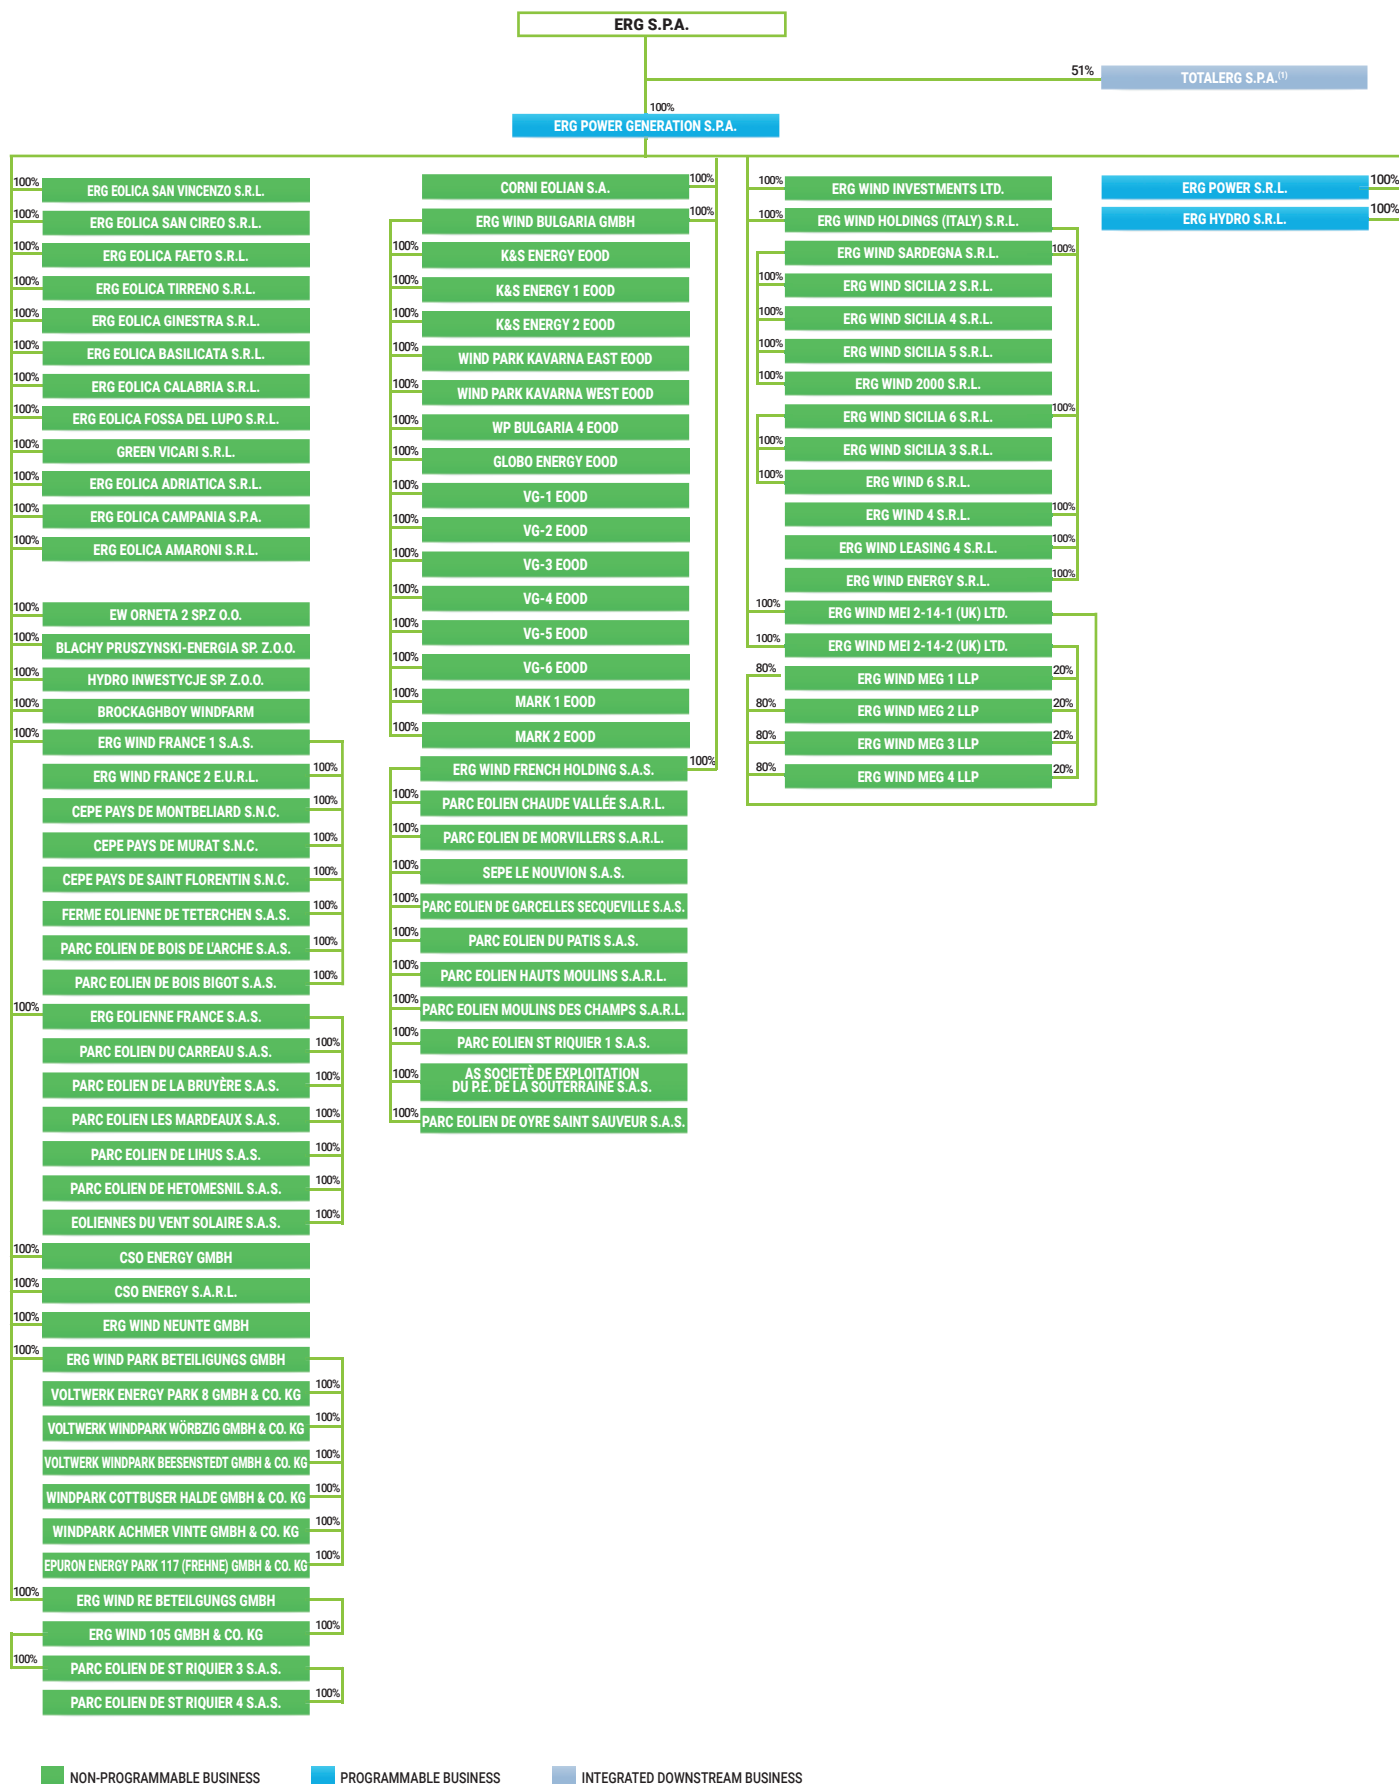 ERG S.P.A.
51%
TOTALERG S.P.A.(1)
100%
ERG POWER GENERATION S.P.A.
100%
ERG EOLICA SAN VINCENZO S.R.L.
100%
ERG EOLICA SAN CIREO S.R.L.
100%
ERG EOLICA FAETO S.R.L.
100%
ERG EOLICA TIRRENO S.R.L.
100%
ERG EOLICA GINESTRA S.R.L.
100%
ERG EOLICA BASILICATA S.R.L.
100%
ERG EOLICA CALABRIA S.R.L.
100%
ERG EOLICA FOSSA DEL LUPO S.R.L.
100%
GREEN VICARI S.R.L.
100%
ERG EOLICA ADRIATICA S.R.L.
100%
ERG EOLICA CAMPANIA S.P.A.
100%
ERG EOLICA AMARONI S.R.L.
100%
EW ORNETA 2 SP.Z O.O.
100%
BLACHY PRUSZYNSKI-ENERGIA SP. Z.O.O.
100%
HYDRO INWESTYCJE SP. Z.O.O.
100%
BROCKAGHBOY WINDFARM
100%
ERG WIND FRANCE 1 S.A.S.
ERG WIND FRANCE 2 E.U.R.L.
100%
CEPE PAYS DE MONTBELIARD S.N.C.
100%
CEPE PAYS DE MURAT S.N.C.
100%
CEPE PAYS DE SAINT FLORENTIN S.N.C.
100%
FERME EOLIENNE DE TETERCHEN S.A.S.
100%
PARC EOLIEN DE BOIS DE L'ARCHE S.A.S.
100%
PARC EOLIEN DE BOIS BIGOT S.A.S.
100%
100%
ERG EOLIENNE FRANCE S.A.S.
PARC EOLIEN DU CARREAU S.A.S.
100%
PARC EOLIEN DE LA BRUYÈRE S.A.S.
100%
PARC EOLIEN LES MARDEAUX S.A.S.
100%
PARC EOLIEN DE LIHUS S.A.S.
100%
PARC EOLIEN DE HETOMESNIL S.A.S.
100%
EOLIENNES DU VENT SOLAIRE S.A.S.
100%
100%
CSO ENERGY GMBH
100%
CSO ENERGY S.A.R.L.
100%
ERG WIND NEUNTE GMBH
100%
ERG WIND PARK BETEILIGUNGS GMBH
VOLTWERK ENERGY PARK 8 GMBH & CO. KG
100%
VOLTWERK WINDPARK WÖRBZIG GMBH & CO. KG
100%
VOLTWERK WINDPARK BEESENSTEDT GMBH & CO. KG
100%
WINDPARK COTTBUSER HALDE GMBH & CO. KG
100%
WINDPARK ACHMER VINTE GMBH & CO. KG
100%
EPURON ENERGY PARK 117 (FREHNE) GMBH & CO. KG
100%
100%
ERG WIND RE BETEILGUNGS GMBH
ERG WIND 105 GMBH & CO. KG
100%
100%
PARC EOLIEN DE ST RIQUIER 3 S.A.S.
PARC EOLIEN DE ST RIQUIER 4 S.A.S.
100%
CORNI EOLIAN S.A.
100%
ERG WIND BULGARIA GMBH
100%
100%
K&S ENERGY EOOD
100%
K&S ENERGY 1 EOOD
100%
K&S ENERGY 2 EOOD
100%
WIND PARK KAVARNA EAST EOOD
100%
WIND PARK KAVARNA WEST EOOD
100%
WP BULGARIA 4 EOOD
100%
GLOBO ENERGY EOOD
100%
VG-1 EOOD
100%
VG-2 EOOD
100%
VG-3 EOOD
100%
VG-4 EOOD
100%
VG-5 EOOD
100%
VG-6 EOOD
100%
MARK 1 EOOD
100%
MARK 2 EOOD
ERG WIND FRENCH HOLDING S.A.S.
100%
100%
PARC EOLIEN CHAUDE VALLÉE S.A.R.L.
100%
PARC EOLIEN DE MORVILLERS S.A.R.L.
100%
SEPE LE NOUVION S.A.S.
100%
PARC EOLIEN DE GARCELLES SECQUEVILLE S.A.S.
100%
PARC EOLIEN DU PATIS S.A.S.
100%
PARC EOLIEN HAUTS MOULINS S.A.R.L.
100%
PARC EOLIEN MOULINS DES CHAMPS S.A.R.L.
100%
PARC EOLIEN ST RIQUIER 1 S.A.S.
100%
AS SOCIETÈ DE EXPLOITATION
DU P.E. DE LA SOUTERRAINE S.A.S.
100%
PARC EOLIEN DE OYRE SAINT SAUVEUR S.A.S.
100%
ERG WIND INVESTMENTS LTD.
100%
ERG WIND HOLDINGS (ITALY) S.R.L.
ERG WIND SARDEGNA S.R.L.
100%
100%
ERG WIND SICILIA 2 S.R.L.
100%
ERG WIND SICILIA 4 S.R.L.
100%
ERG WIND SICILIA 5 S.R.L.
100%
ERG WIND 2000 S.R.L.
ERG WIND SICILIA 6 S.R.L.
100%
100%
ERG WIND SICILIA 3 S.R.L.
100%
ERG WIND 6 S.R.L.
ERG WIND 4 S.R.L.
100%
ERG WIND LEASING 4 S.R.L.
100%
ERG WIND ENERGY S.R.L.
100%
100%
ERG WIND MEI 2-14-1 (UK) LTD.
100%
ERG WIND MEI 2-14-2 (UK) LTD.
80%
ERG WIND MEG 1 LLP
20%
80%
ERG WIND MEG 2 LLP
20%
80%
ERG WIND MEG 3 LLP
20%
80%
ERG WIND MEG 4 LLP
20%
ERG POWER S.R.L.
100%
ERG HYDRO S.R.L.
100%
NON-PROGRAMMABLE BUSINESS
PROGRAMMABLE BUSINESS
INTEGRATED DOWNSTREAM BUSINESS